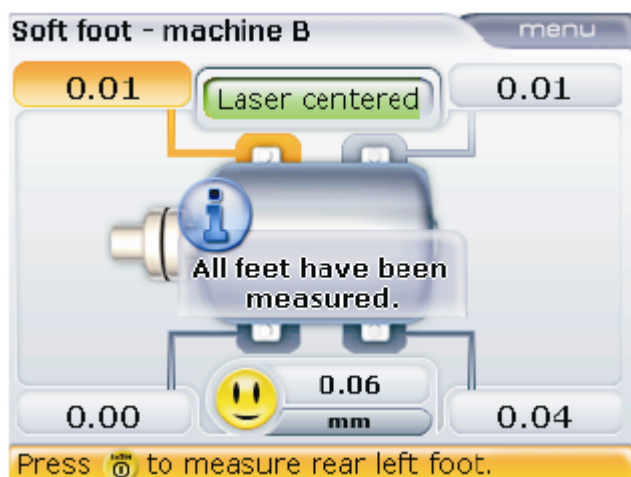 Soft foot - machine B
menu
0.01
Laser centered
0.01
i
All feet have been
measured.
0.00
0.06
mm
0.04
Press to measure rear left foot.